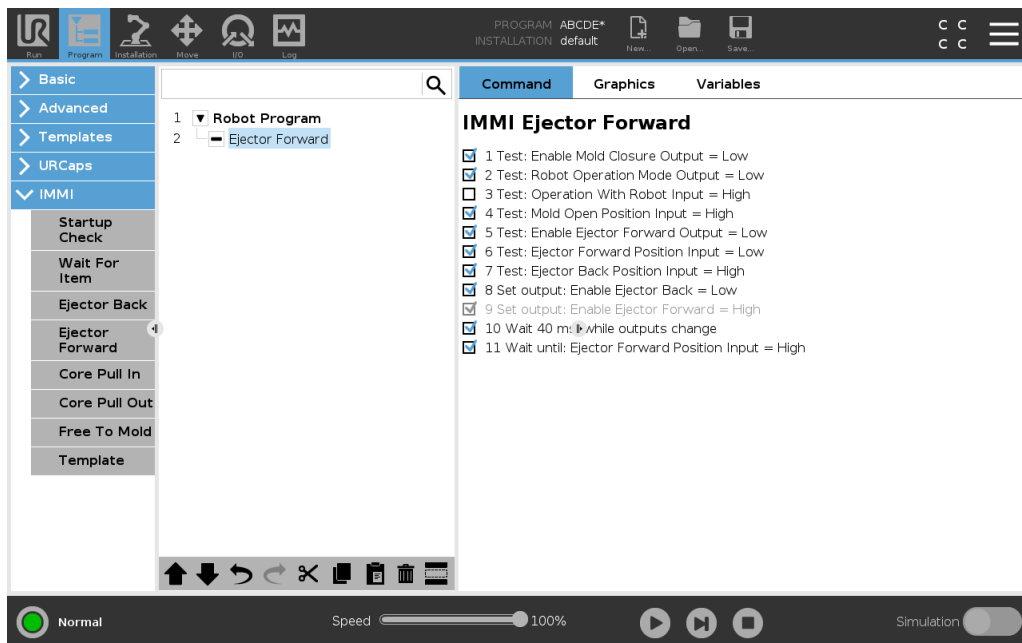 PROGRAM ABCDE*
INSTALLATION default
Run
Program
Installation
Move
I/O
Log
New...
Open...
Save...
C C
C C
Basic
Advanced
Templates
URCaps
IMMI
Startup
Check
Wait For
Item
Ejector Back
Ejector
Forward
Core Pull In
Core Pull Out
Free To Mold
Template
1 Robot Program
2 Ejector Forward
Command
Graphics
Variables
IMMI Ejector Forward
1 Test: Enable Mold Closure Output = Low
2 Test: Robot Operation Mode Output = Low
3 Test: Operation With Robot Input = High
4 Test: Mold Open Position Input = High
5 Test: Enable Ejector Forward Output = Low
6 Test: Ejector Forward Position Input = Low
7 Test: Ejector Back Position Input = High
8 Set output: Enable Ejector Back = Low
9 Set output: Enable Ejector Forward = High
10 Wait 40 ms while outputs change
11 Wait until: Ejector Forward Position Input = High
Normal
Speed
100%
Simulation